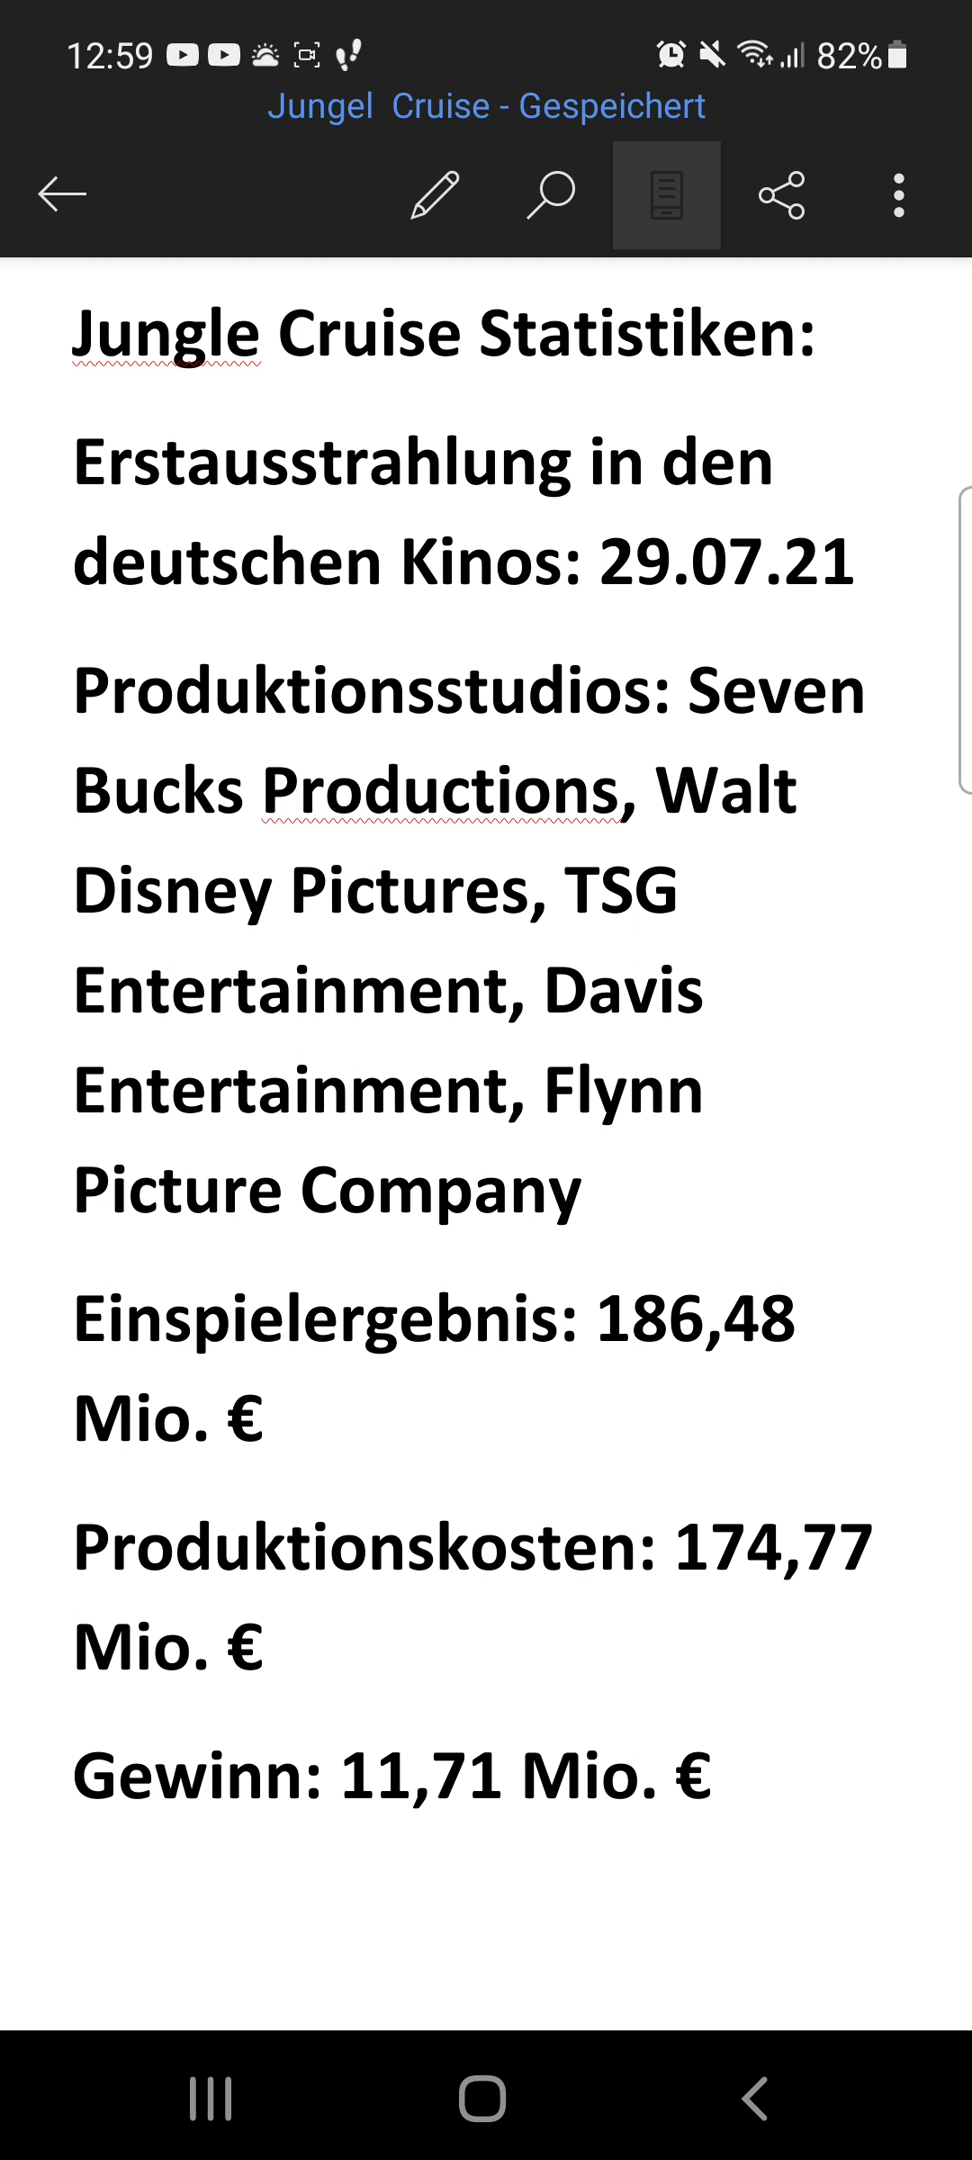 12:59
82%
Jungel  Cruise - Gespeichert
Jungle Cruise Statistiken:
Erstausstrahlung in den
deutschen Kinos: 29.07.21
Produktionsstudios: Seven
Bucks Productions, Walt
Disney Pictures, TSG
Entertainment, Davis
Entertainment, Flynn
Picture Company
Einspielergebnis: 186,48
Mio. €
Produktionskosten: 174,77
Mio. €
Gewinn: 11,71 Mio. €